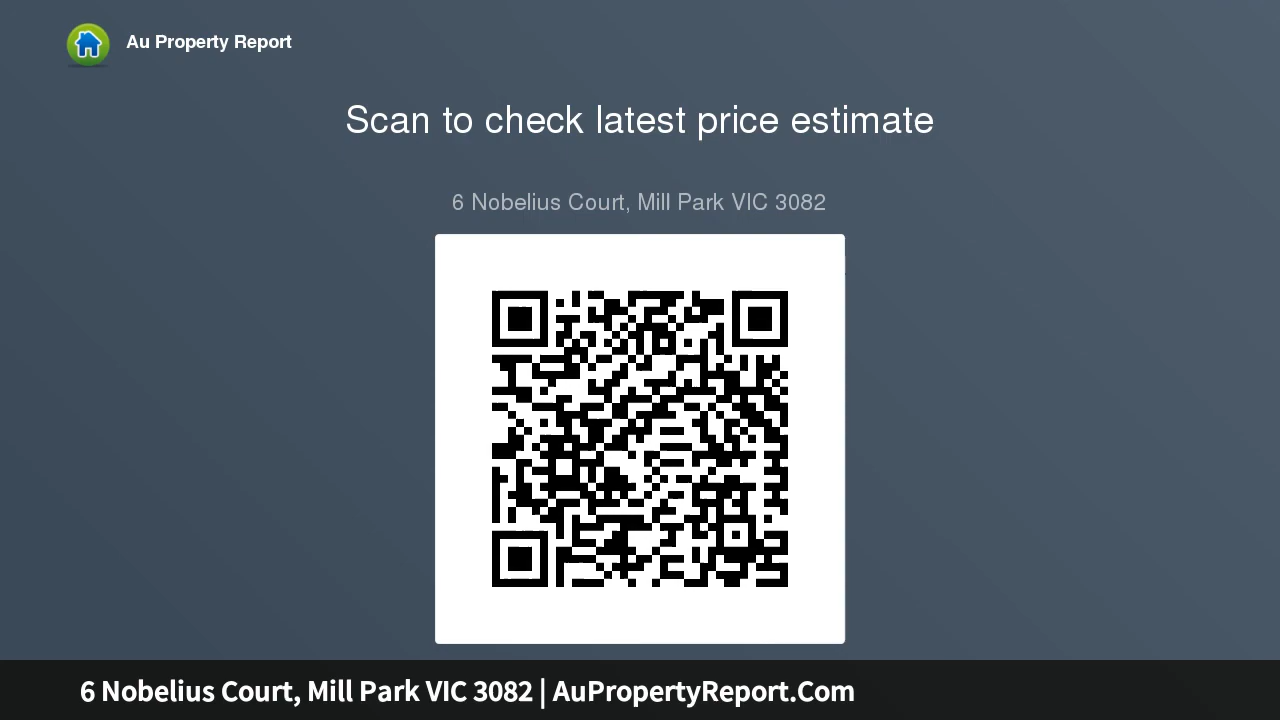 Au Property Report
Scan to check latest price estimate
6 Nobelius Court, Mill Park VIC 3082
6 Nobelius Court, Mill Park VIC 3082 | AuPropertyReport.Com